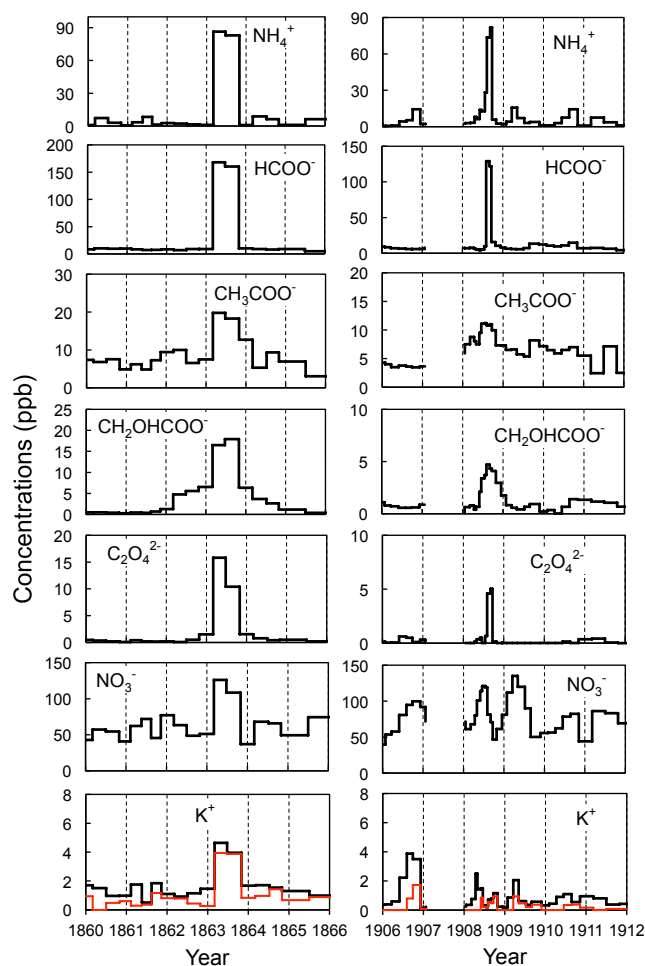 90 60 30 0 NH₄⁺
90 60 30 0 NH₄⁺
200 150 100 50 0 HCOO⁻
150 100 50 0 HCOO⁻
30 20 10 0 CH₃COO⁻
20 15 10 5 0 CH₃COO⁻
25 20 15 10 5 0 CH₂OHCOO⁻
10 5 0 CH₂OHCOO⁻
20 15 10 5 0 C₂O₄²⁻
10 5 0 C₂O₄²⁻
150 100 50 0 NO₃⁻
150 100 50 0 NO₃⁻
8 6 4 2 0 K⁺
8 6 4 2 0 K⁺
Concentrations (ppb)
1860 1861 1862 1863 1864 1865 1866
1906 1907 1908 1909 1910 1911 1912
Year
Year